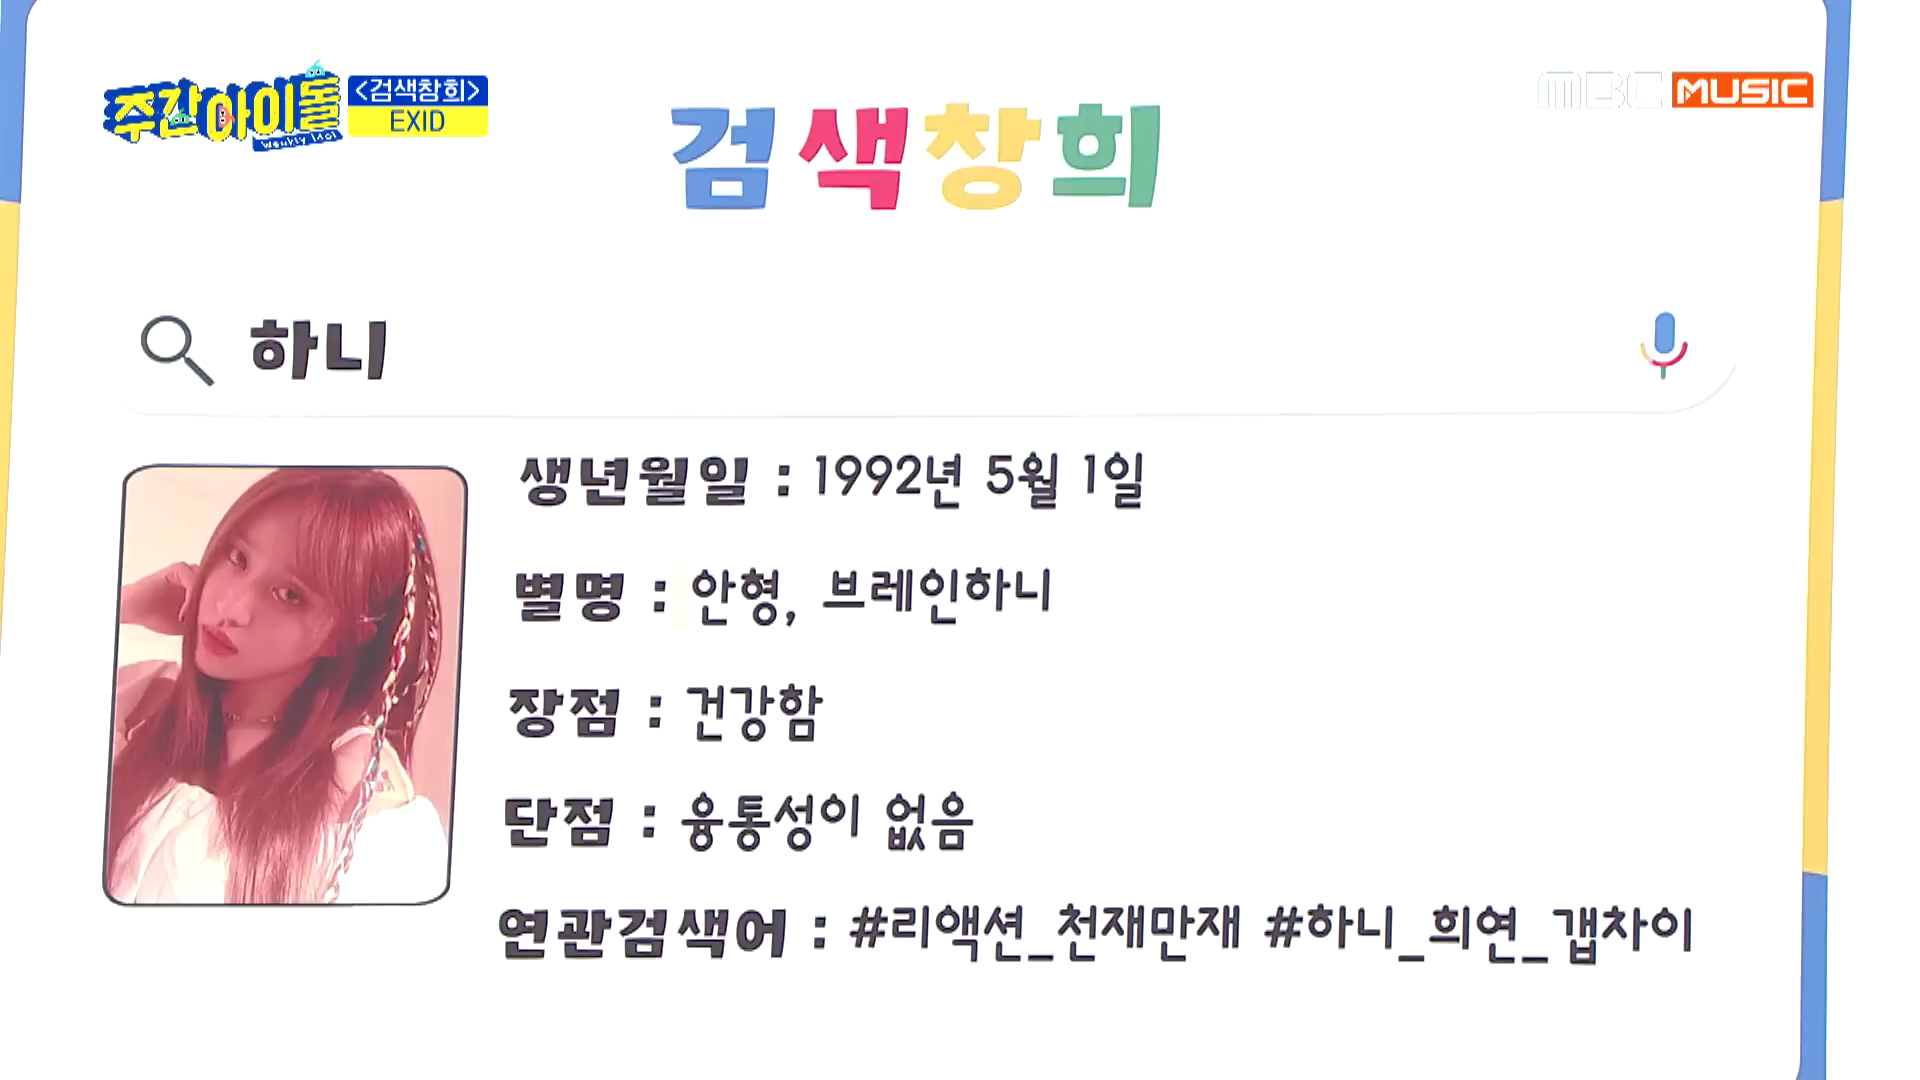 주간아이돌
Weekly Idol
<검색창희>
EXID
MBC MUSIC
검색창희
하니
생년월일 : 1992년 5월 1일
별명 : 안형, 브레인하니
장점 : 건강함
단점 : 융통성이 없음
연관검색어 : #리액션_천재만재 #하니_희연_갭차이